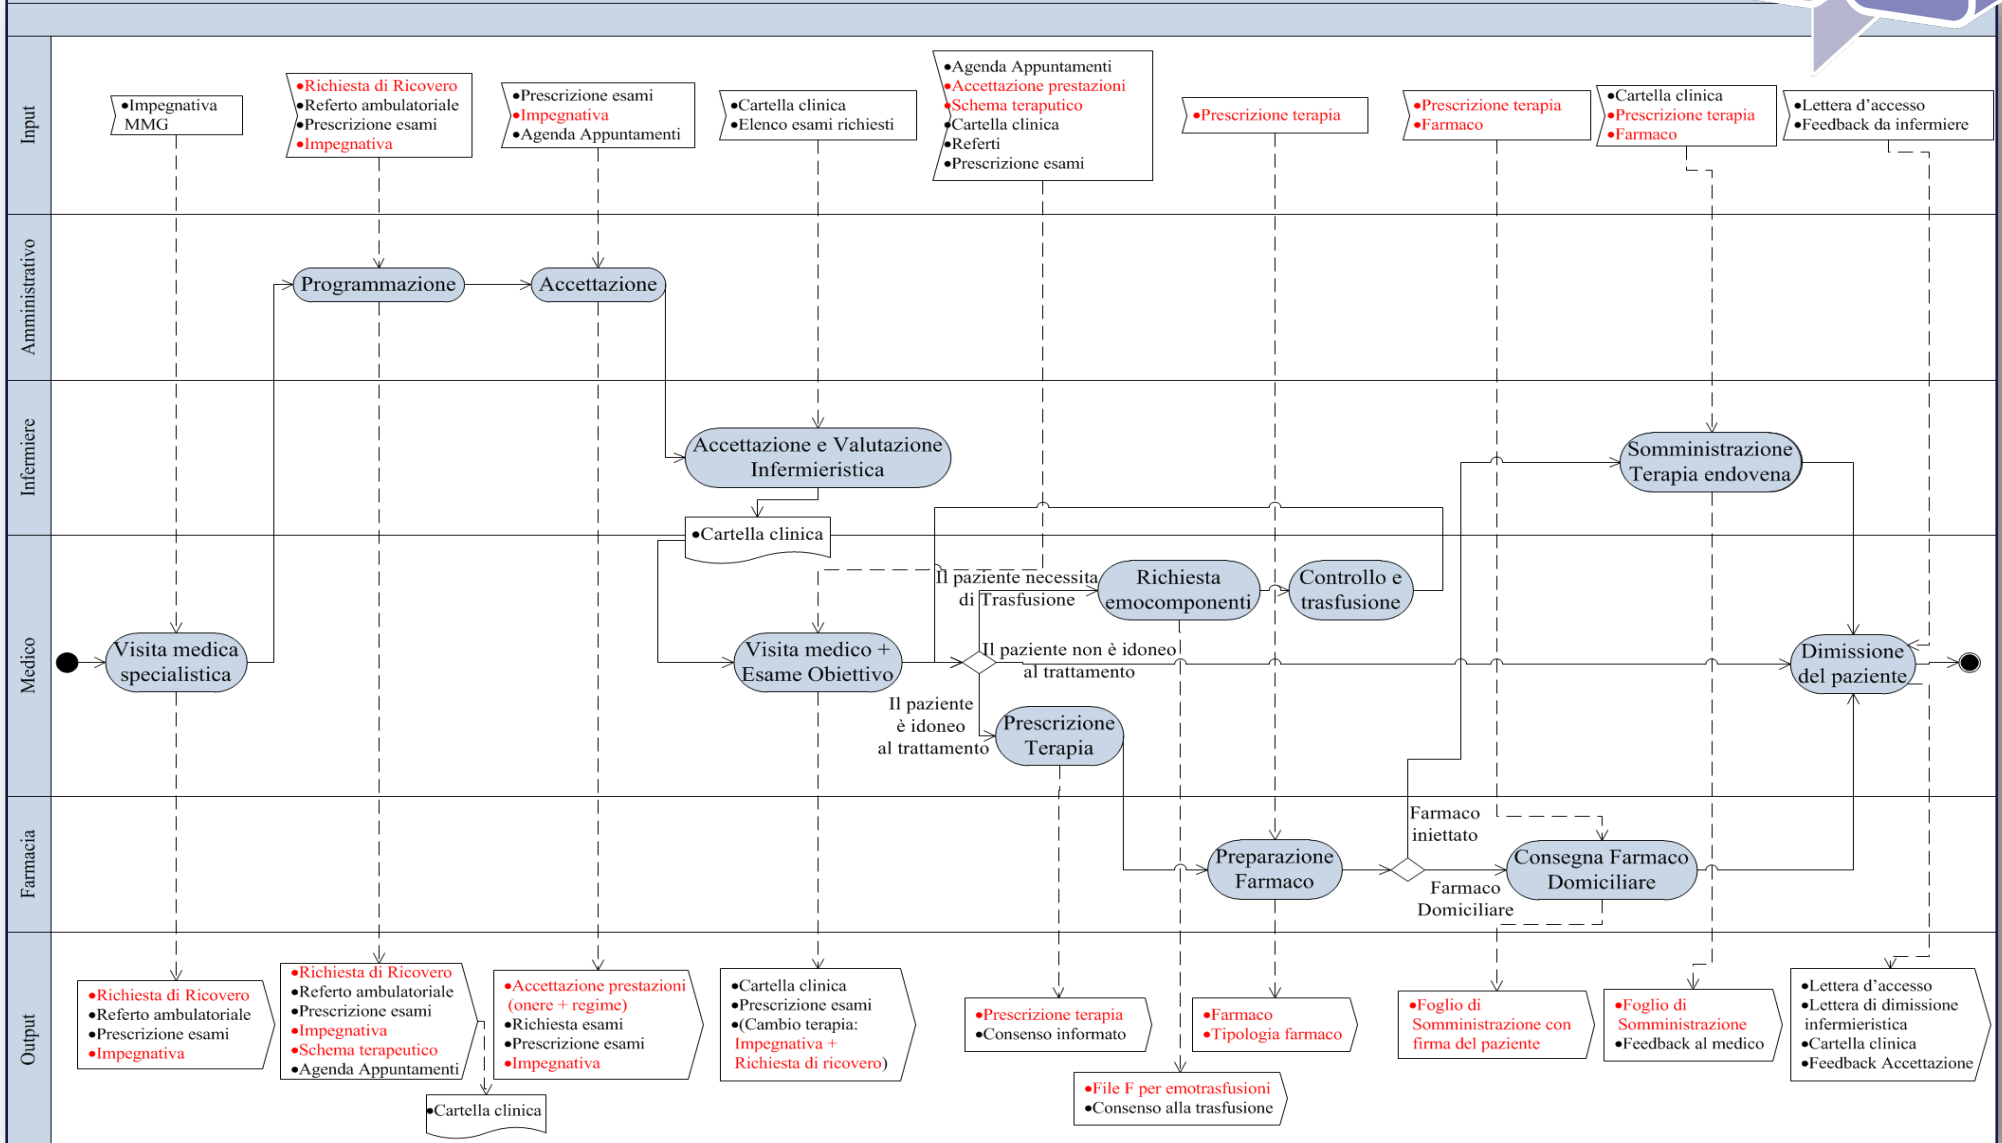 Input
•Impegnativa
MMG
•Richiesta di Ricovero
•Referto ambulatoriale
•Prescrizione esami
•Impegnativa
•Prescrizione esami
•Impegnativa
•Agenda Appuntamenti
•Cartella clinica
•Elenco esami richiesti
•Agenda Appuntamenti
•Accettazione prestazioni
•Schema teraputico
•Cartella clinica
•Referti
•Prescrizione esami
•Prescrizione terapia
•Prescrizione terapia
•Farmaco
•Cartella clinica
•Prescrizione terapia
•Farmaco
•Lettera d’accesso
•Feedback da infermiere
Amministrativo
Programmazione
Accettazione
Infermiere
Accettazione e Valutazione
Infermieristica
•Cartella clinica
Somministrazione
Terapia endovena
Medico
Visita medica
specialistica
Visita medico +
Esame Obiettivo
Il paziente necessita
di Trasfusione
Richiesta
emocomponenti
Controllo e
trasfusione
Il paziente non è idoneo
al trattamento
Il paziente
è idoneo
al trattamento
Prescrizione
Terapia
Dimissione
del paziente
Farmacia
Preparazione
Farmaco
Farmaco
iniettato
Farmaco
Domiciliare
Consegna Farmaco
Domiciliare
Output
•Richiesta di Ricovero
•Referto ambulatoriale
•Prescrizione esami
•Impegnativa
•Richiesta di Ricovero
•Referto ambulatoriale
•Prescrizione esami
•Impegnativa
•Schema terapeutico
•Agenda Appuntamenti
•Cartella clinica
•Accettazione prestazioni
(onere + regime)
•Richiesta esami
•Prescrizione esami
•Impegnativa
•Cartella clinica
•Prescrizione esami
•(Cambio terapia:
Impegnativa +
Richiesta di ricovero)
•Prescrizione terapia
•Consenso informato
•File F per emotrasfusioni
•Consenso alla trasfusione
•Farmaco
•Tipologia farmaco
•Foglio di
Somministrazione con
firma del paziente
•Foglio di
Somministrazione
•Feedback al medico
•Lettera d’accesso
•Lettera di dimissione
infermieristica
•Cartella clinica
•Feedback Accettazione